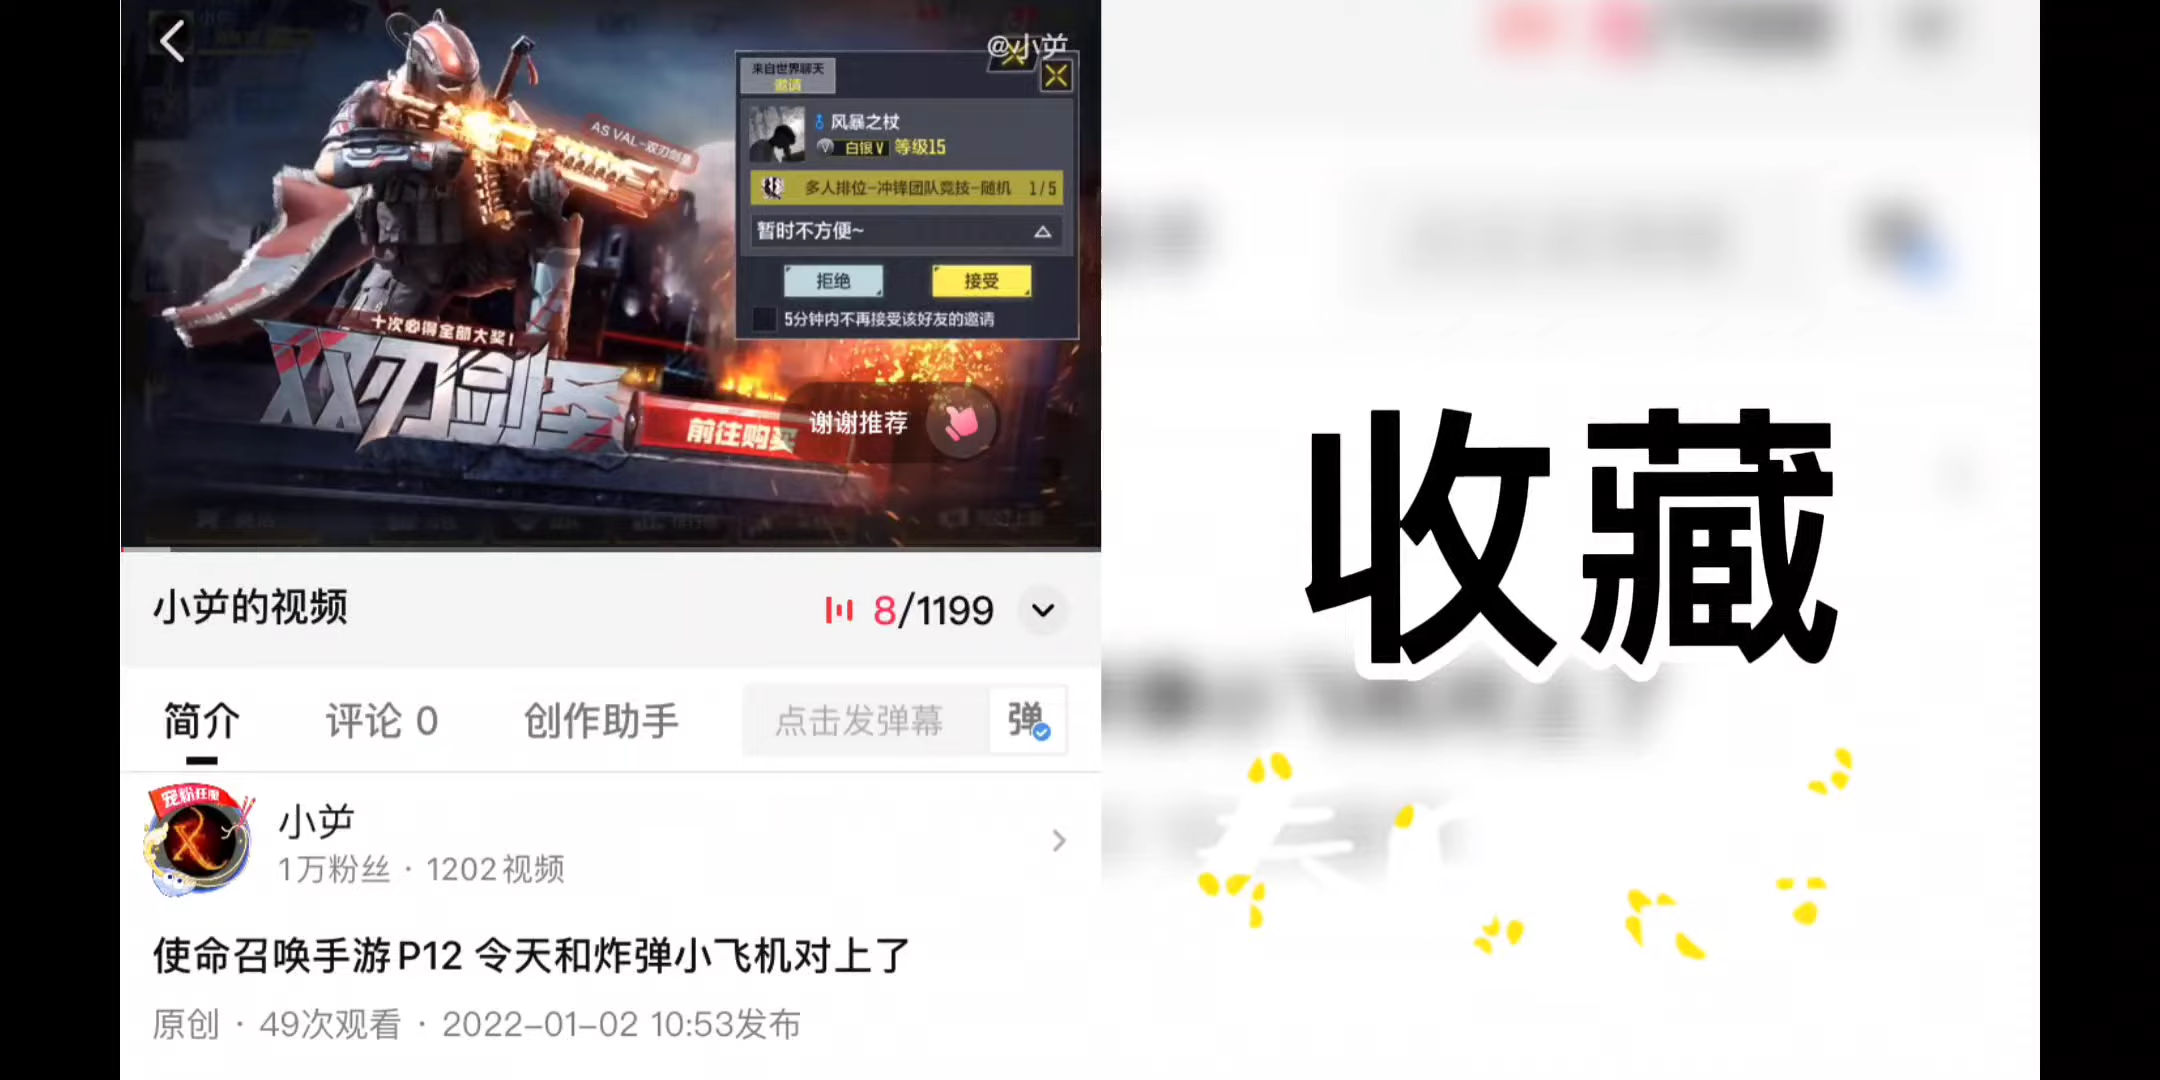 @小屰
来自世界聊天
邀请
风暴之杖
白银V 等级15
多人排位-冲锋团队竞技-随机 1/5
暂时不方便~
拒绝
接受
5分钟内不再接受该好友的邀请
AS VAL-双刃剑圣
十次必得全部大奖!
双刃剑圣
前往购买
谢谢推荐
小屰的视频
8/1199
简介
评论 0
创作助手
点击发弹幕
弹
宠粉狂魔
小屰
1万粉丝 · 1202视频
使命召唤手游P12 令天和炸弹小飞机对上了
原创 · 49次观看 · 2022-01-02 10:53发布
收藏